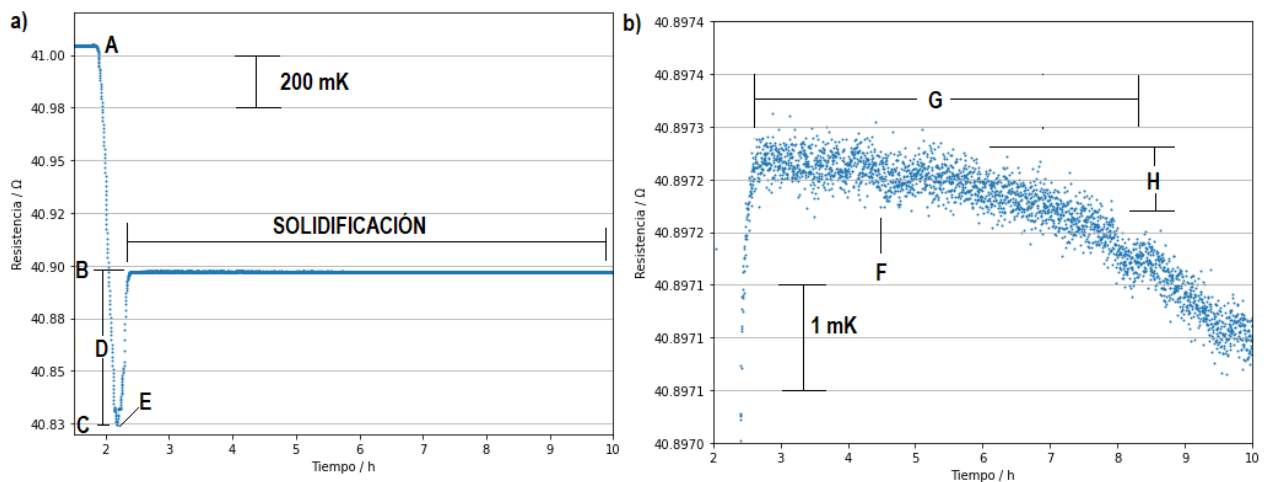 a)
41.00
40.98
40.95
40.92
40.90
40.88
40.85
40.83
Resistencia / Ω
A
200 mK
SOLIDIFICACIÓN
B
D
E
C
2 3 4 5 6 7 8 9 10
Tiempo / h
b)
40.8974
40.8974
40.8973
40.8972
40.8972
40.8971
40.8971
40.8971
40.8970
Resistencia / Ω
G
H
F
1 mK
2 3 4 5 6 7 8 9 10
Tiempo / h